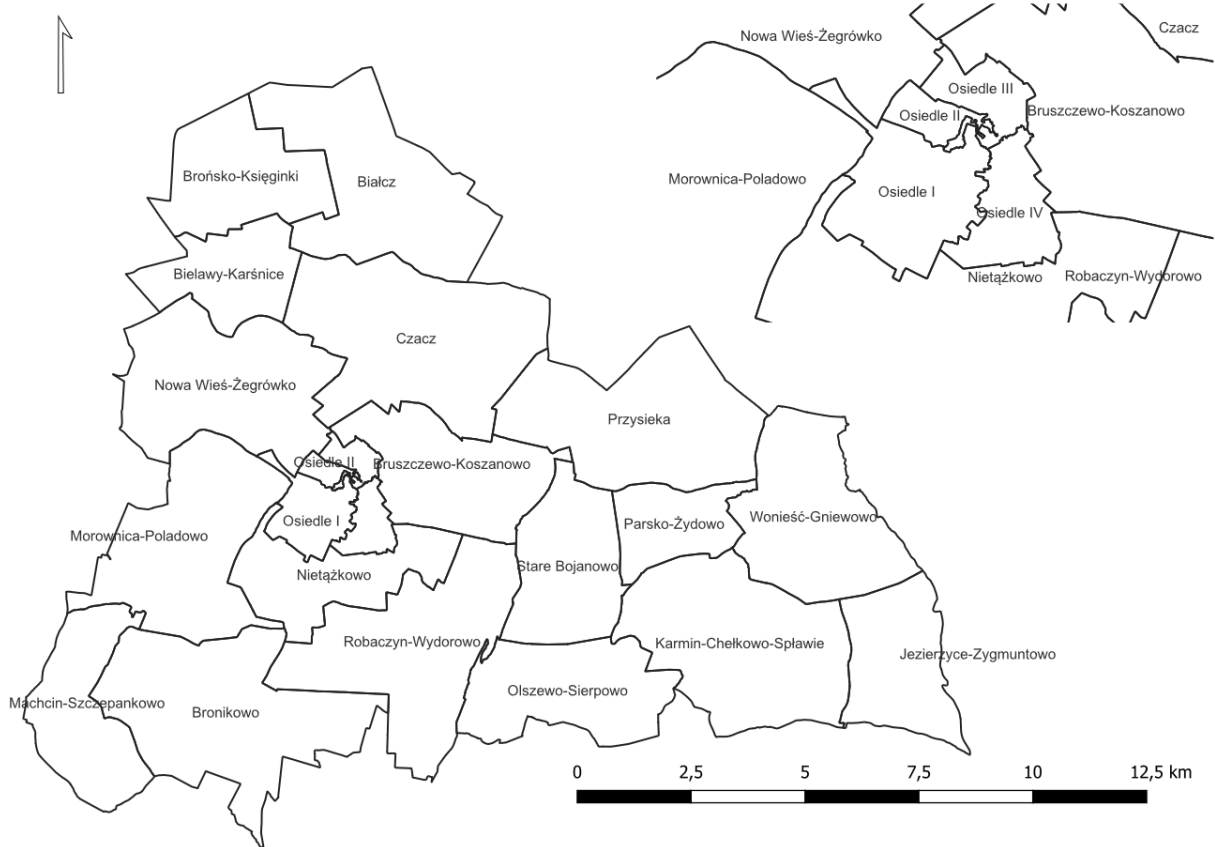 Nowa Wieś-Żegrówko
Czacz
Osiedle III
Osiedle II
Bruszczewo-Koszanowo
Morownica-Poladowo
Osiedle I
Osiedle IV
Nietążkowo
Robaczyn-Wydorowo
Brońsko-Księginki
Białcz
Bielawy-Karśnice
Czacz
Nowa Wieś-Żegrówko
Przysieka
Osiedle II
Bruszczewo-Koszanowo
Osiedle I
Parsko-Żydowo
Wonieść-Gniewowo
Morownica-Poladowo
Nietążkowo
Stare Bojanowo
Robaczyn-Wydorowo
Karmin-Chełkowo-Spławie
Jezierzyce-Zygmuntowo
Olszewo-Sierpowo
Machcin-Szczepankowo
Bronikowo
0 2,5 5 7,5 10 12,5 km